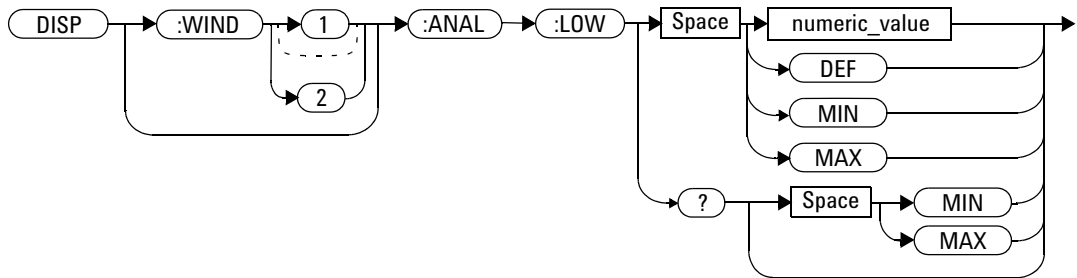 DISP :WIND 1 :ANAL :LOW Space numeric_value
DEF
2
MIN
MAX
? Space MIN
MAX